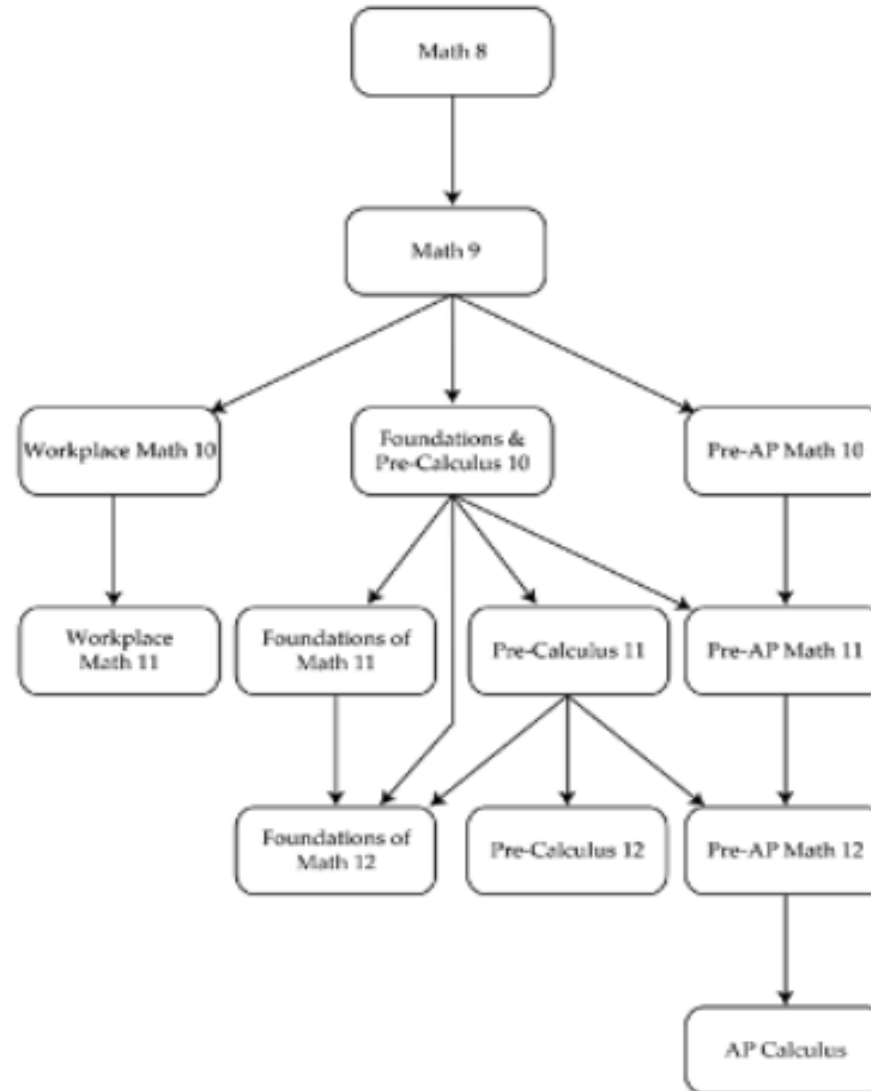 Math 8
Math 9
Workplace Math 10
Foundations &
Pre-Calculus 10
Pre-AP Math 10
Workplace
Math 11
Foundations of
Math 11
Pre-Calculus 11
Pre-AP Math 11
Foundations of
Math 12
Pre-Calculus 12
Pre-AP Math 12
AP Calculus